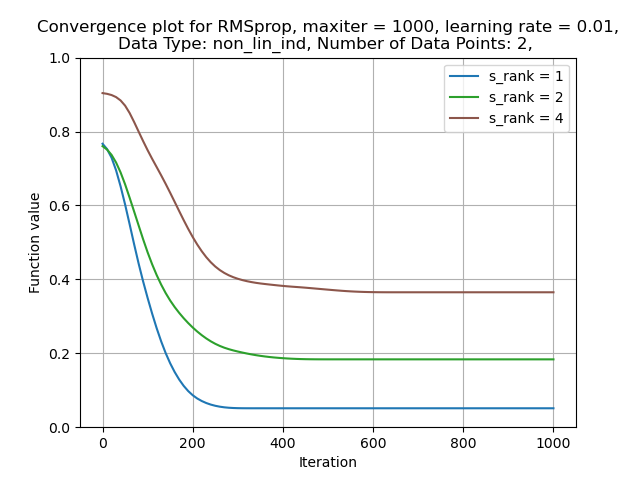 Convergence plot for RMSprop, maxiter = 1000, learning rate = 0.01,
Data Type: non_lin_ind, Number of Data Points: 2,
1.0
s_rank = 1
s_rank = 2
s_rank = 4
0.8
0.6
Function value
0.4
0.2
0.0
0 200 400 600 800 1000
Iteration